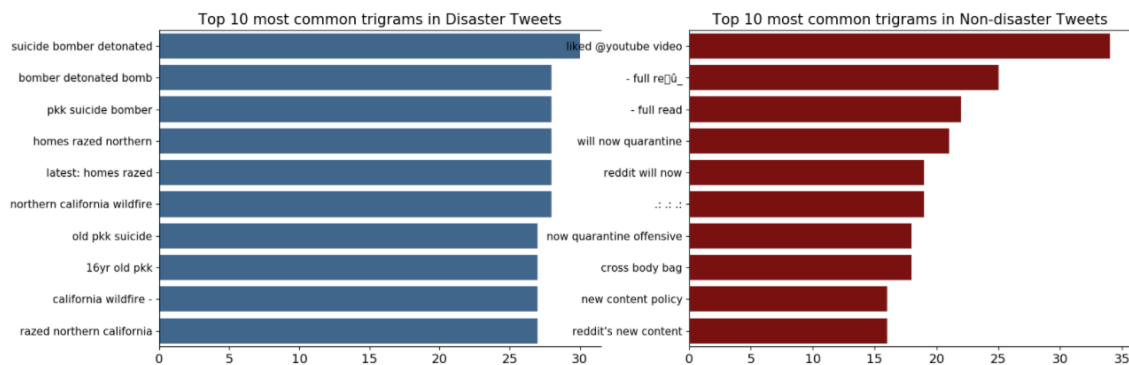 Top 10 most common trigrams in Disaster Tweets
suicide bomber detonated
bomber detonated bomb
pkk suicide bomber
homes razed northern
latest: homes razed
northern california wildfire
old pkk suicide
16yr old pkk
california wildfire -
razed northern california
0 5 10 15 20 25 30
Top 10 most common trigrams in Non-disaster Tweets
liked @youtube video
- full re▯û_
- full read
will now quarantine
reddit will now
.: .: .:
now quarantine offensive
cross body bag
new content policy
reddit's new content
0 5 10 15 20 25 30 35